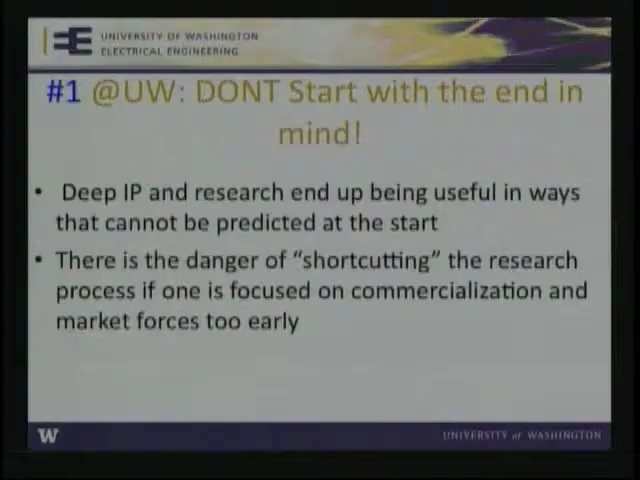 UNIVERSITY OF WASHINGTON
ELECTRICAL ENGINEERING
#1 @UW: DONT Start with the end in
mind!
• Deep IP and research end up being useful in ways
that cannot be predicted at the start
• There is the danger of “shortcutting” the research
process if one is focused on commercialization and
market forces too early
W
UNIVERSITY of WASHINGTON